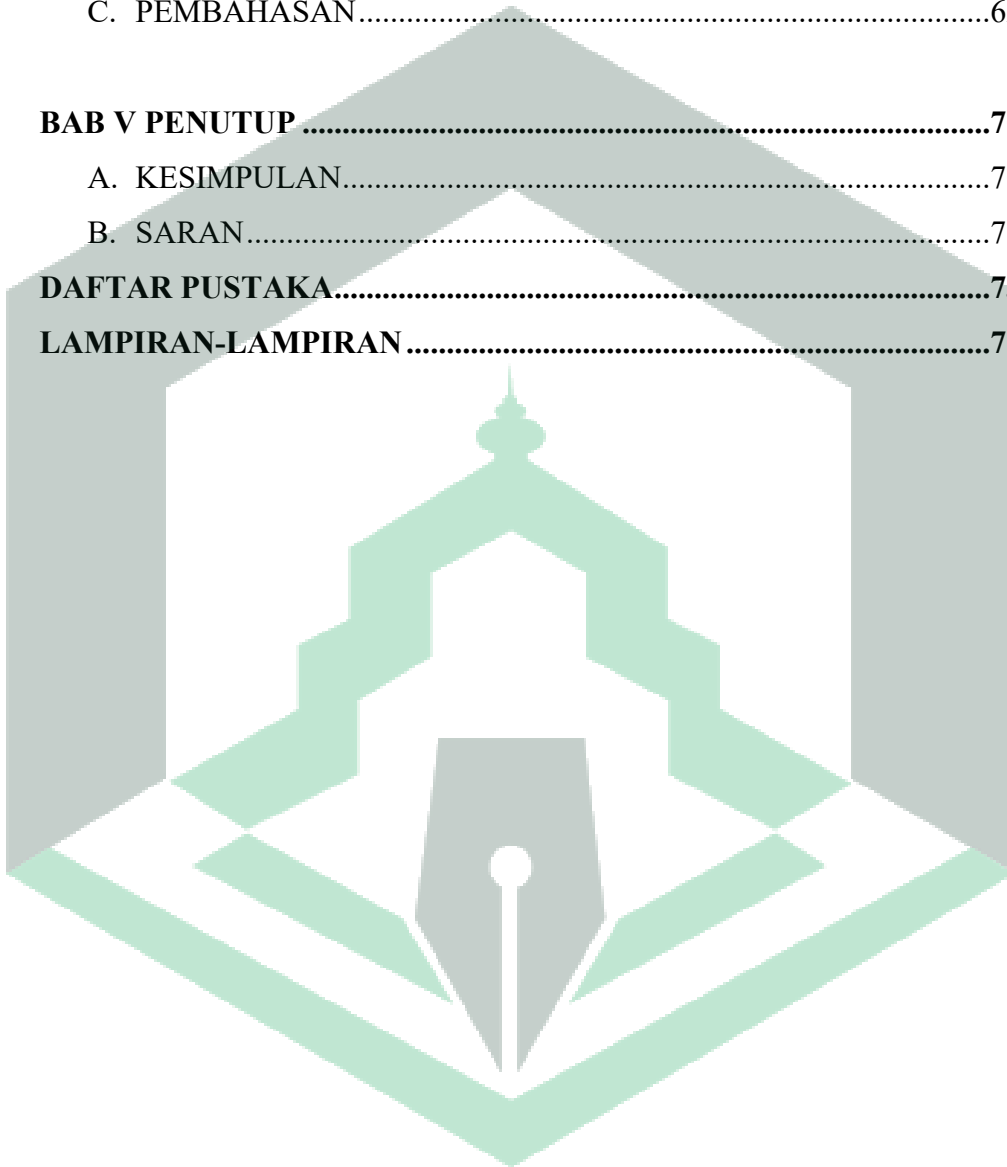 C. PEMBAHASAN..............................................................................6
BAB V PENUTUP....................................................................................7
A. KESIMPULAN................................................................................7
B. SARAN............................................................................................7
DAFTAR PUSTAKA................................................................................7
LAMPIRAN-LAMPIRAN.......................................................................7